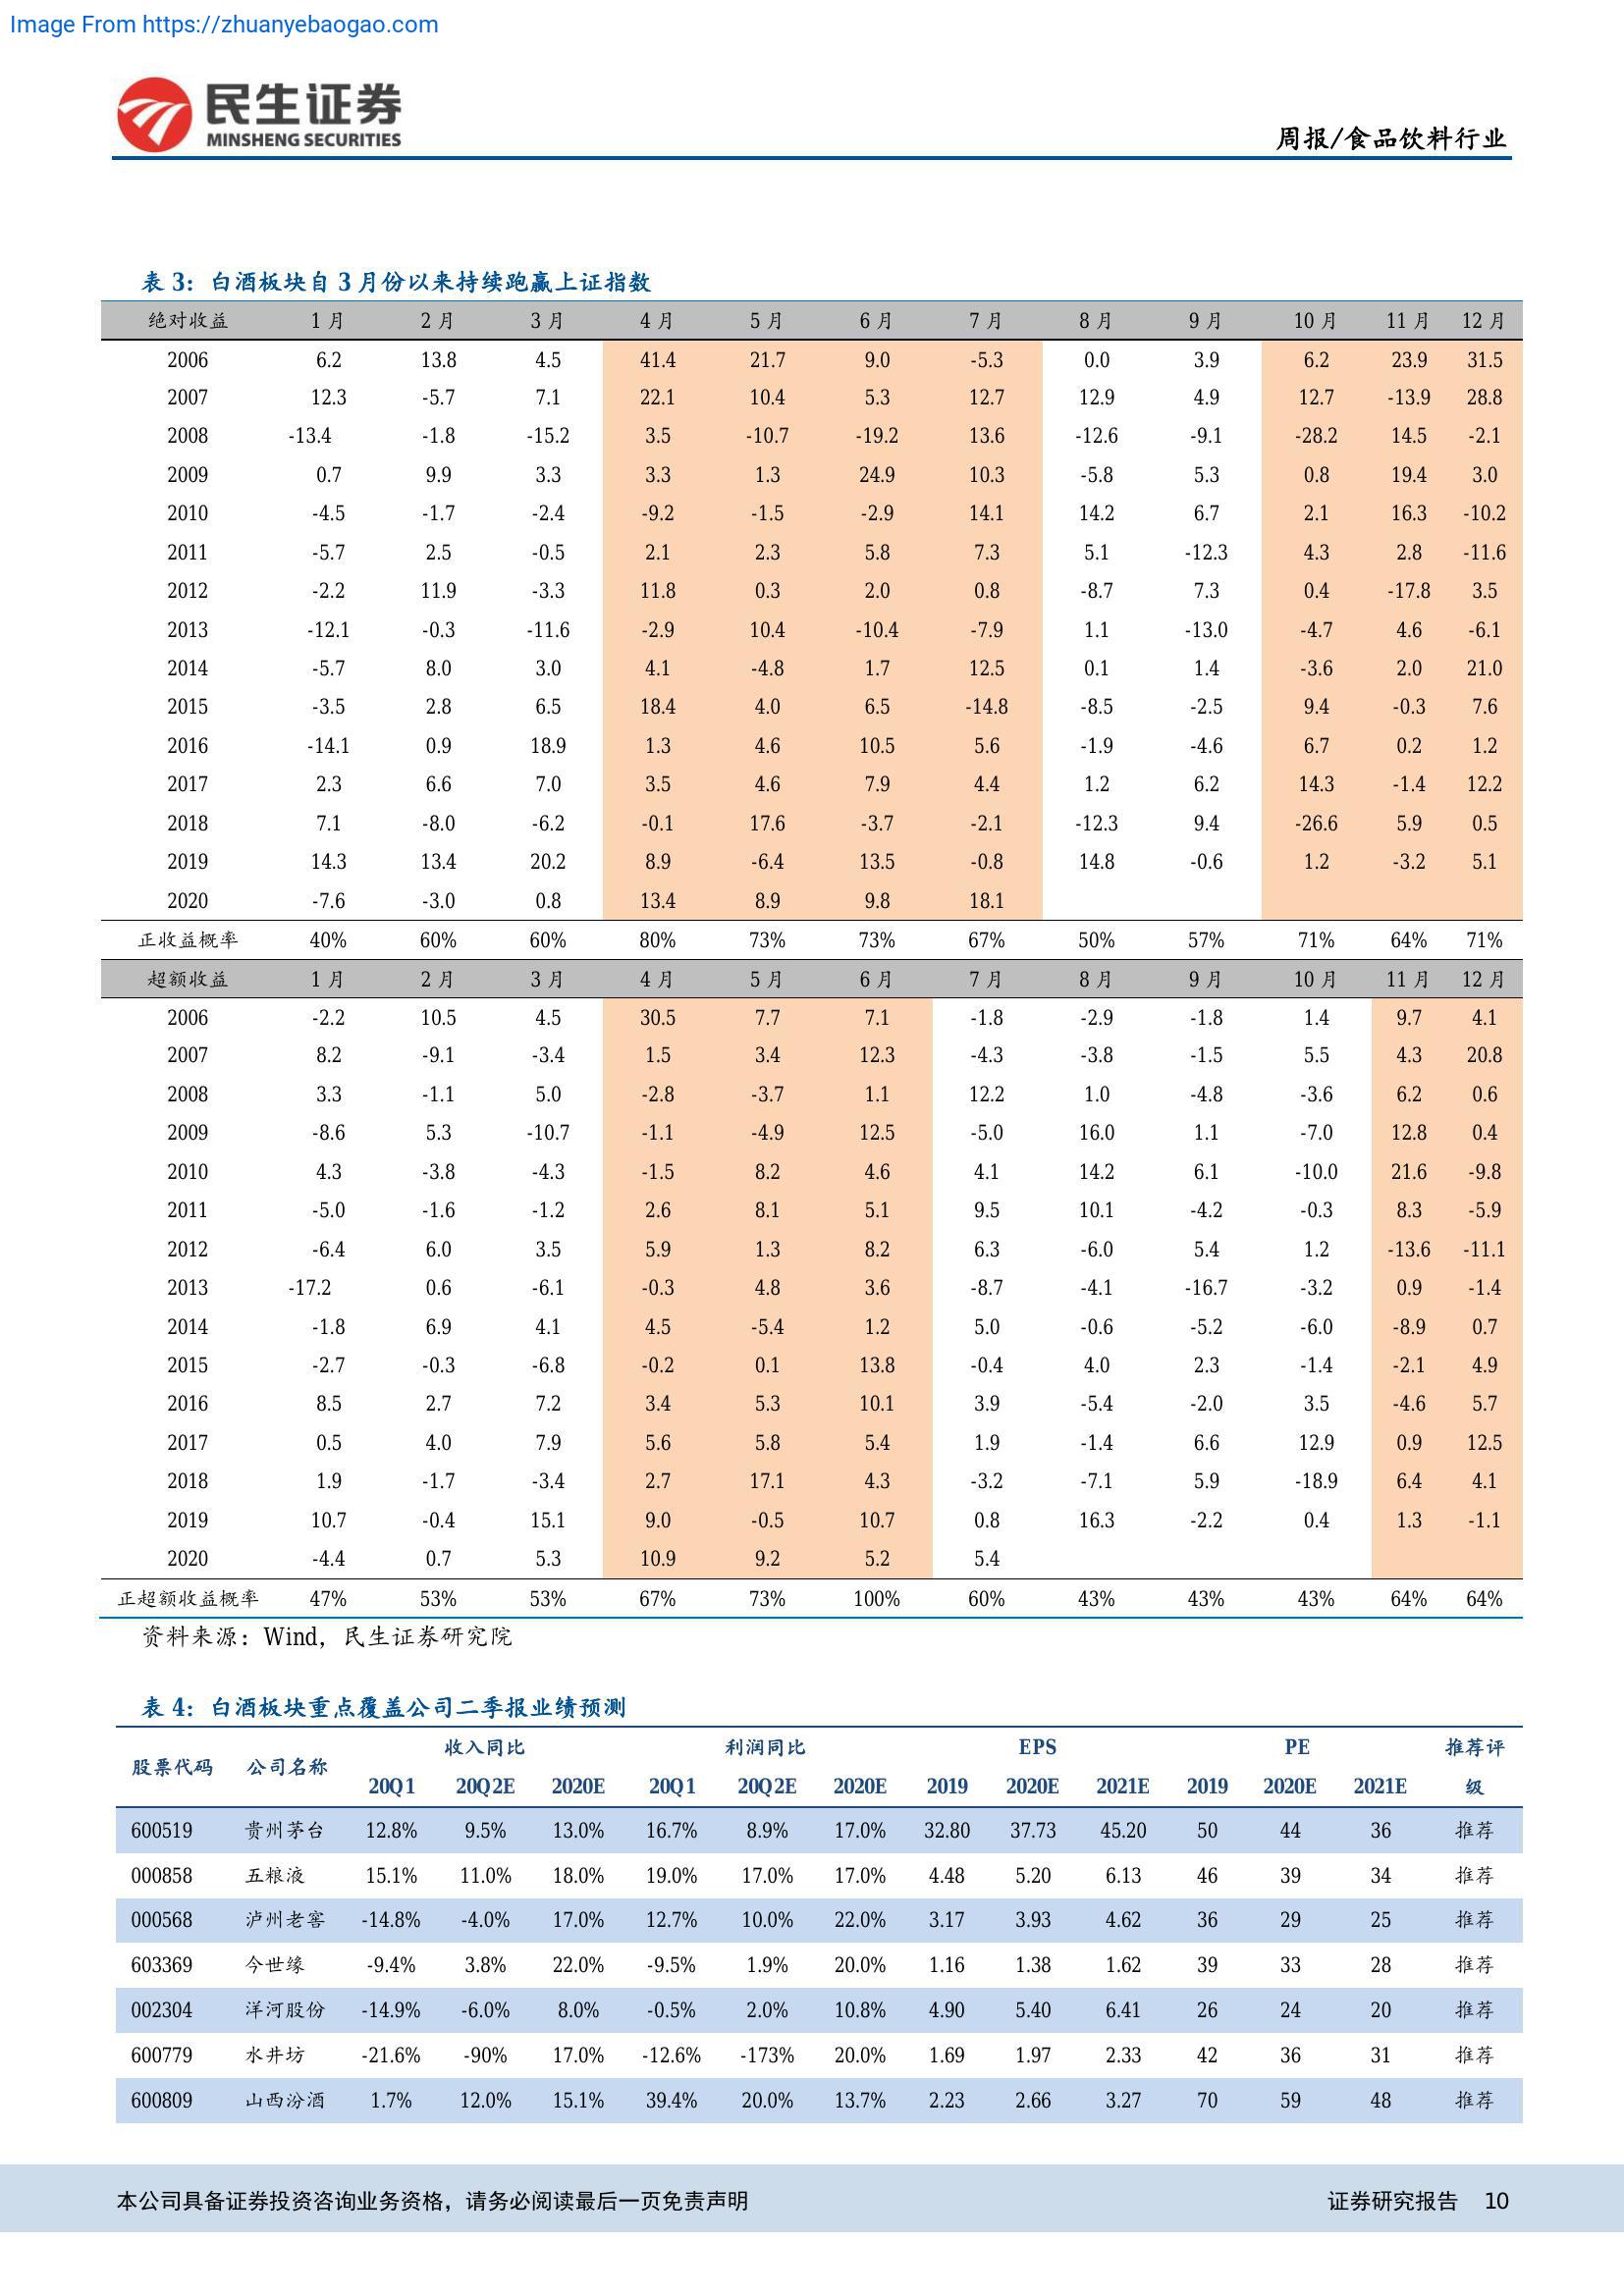 Image From https://zhuanyebaogao.com
民生证券
MINSHENG SECURITIES
周报/食品饮料行业
表 3：白酒板块自 3 月份以来持续跑赢上证指数
绝对收益 1 月 2 月 3 月 4 月 5 月 6 月 7 月 8 月 9 月 10 月 11 月 12 月
2006 6.2 13.8 4.5 41.4 21.7 9.0 -5.3 0.0 3.9 6.2 23.9 31.5
2007 12.3 -5.7 7.1 22.1 10.4 5.3 12.7 12.9 4.9 12.7 -13.9 28.8
2008 -13.4 -1.8 -15.2 3.5 -10.7 -19.2 13.6 -12.6 -9.1 -28.2 14.5 -2.1
2009 0.7 9.9 3.3 3.3 1.3 24.9 10.3 -5.8 5.3 0.8 19.4 3.0
2010 -4.5 -1.7 -2.4 -9.2 -1.5 -2.9 14.1 14.2 6.7 2.1 16.3 -10.2
2011 -5.7 2.5 -0.5 2.1 2.3 5.8 7.3 5.1 -12.3 4.3 2.8 -11.6
2012 -2.2 11.9 -3.3 11.8 0.3 2.0 0.8 -8.7 7.3 0.4 -17.8 3.5
2013 -12.1 -0.3 -11.6 -2.9 10.4 -10.4 -7.9 1.1 -13.0 -4.7 4.6 -6.1
2014 -5.7 8.0 3.0 4.1 -4.8 1.7 12.5 0.1 1.4 -3.6 2.0 21.0
2015 -3.5 2.8 6.5 18.4 4.0 6.5 -14.8 -8.5 -2.5 9.4 -0.3 7.6
2016 -14.1 0.9 18.9 1.3 4.6 10.5 5.6 -1.9 -4.6 6.7 0.2 1.2
2017 2.3 6.6 7.0 3.5 4.6 7.9 4.4 1.2 6.2 14.3 -1.4 12.2
2018 7.1 -8.0 -6.2 -0.1 17.6 -3.7 -2.1 -12.3 9.4 -26.6 5.9 0.5
2019 14.3 13.4 20.2 8.9 -6.4 13.5 -0.8 14.8 -0.6 1.2 -3.2 5.1
2020 -7.6 -3.0 0.8 13.4 8.9 9.8 18.1
正收益概率 40% 60% 60% 80% 73% 73% 67% 50% 57% 71% 64% 71%
超额收益 1 月 2 月 3 月 4 月 5 月 6 月 7 月 8 月 9 月 10 月 11 月 12 月
2006 -2.2 10.5 4.5 30.5 7.7 7.1 -1.8 -2.9 -1.8 1.4 9.7 4.1
2007 8.2 -9.1 -3.4 1.5 3.4 12.3 -4.3 -3.8 -1.5 5.5 4.3 20.8
2008 3.3 -1.1 5.0 -2.8 -3.7 1.1 12.2 1.0 -4.8 -3.6 6.2 0.6
2009 -8.6 5.3 -10.7 -1.1 -4.9 12.5 -5.0 16.0 1.1 -7.0 12.8 0.4
2010 4.3 -3.8 -4.3 -1.5 8.2 4.6 4.1 14.2 6.1 -10.0 21.6 -9.8
2011 -5.0 -1.6 -1.2 2.6 8.1 5.1 9.5 10.1 -4.2 -0.3 8.3 -5.9
2012 -6.4 6.0 3.5 5.9 1.3 8.2 6.3 -6.0 5.4 1.2 -13.6 -11.1
2013 -17.2 0.6 -6.1 -0.3 4.8 3.6 -8.7 -4.1 -16.7 -3.2 0.9 -1.4
2014 -1.8 6.9 4.1 4.5 -5.4 1.2 5.0 -0.6 -5.2 -6.0 -8.9 0.7
2015 -2.7 -0.3 -6.8 -0.2 0.1 13.8 -0.4 4.0 2.3 -1.4 -2.1 4.9
2016 8.5 2.7 7.2 3.4 5.3 10.1 3.9 -5.4 -2.0 3.5 -4.6 5.7
2017 0.5 4.0 7.9 5.6 5.8 5.4 1.9 -1.4 6.6 12.9 0.9 12.5
2018 1.9 -1.7 -3.4 2.7 17.1 4.3 -3.2 -7.1 5.9 -18.9 6.4 4.1
2019 10.7 -0.4 15.1 9.0 -0.5 10.7 0.8 16.3 -2.2 0.4 1.3 -1.1
2020 -4.4 0.7 5.3 10.9 9.2 5.2 5.4
正超额收益概率 47% 53% 53% 67% 73% 100% 60% 43% 43% 43% 64% 64%
资料来源：Wind，民生证券研究院
表 4：白酒板块重点覆盖公司二季报业绩预测
股票代码 公司名称 收入同比 利润同比 EPS PE 推荐评
20Q1 20Q2E 2020E 20Q1 20Q2E 2020E 2019 2020E 2021E 2019 2020E 2021E 级
600519 贵州茅台 12.8% 9.5% 13.0% 16.7% 8.9% 17.0% 32.80 37.73 45.20 50 44 36 推荐
000858 五粮液 15.1% 11.0% 18.0% 19.0% 17.0% 17.0% 4.48 5.20 6.13 46 39 34 推荐
000568 泸州老窖 -14.8% -4.0% 17.0% 12.7% 10.0% 22.0% 3.17 3.93 4.62 36 29 25 推荐
603369 今世缘 -9.4% 3.8% 22.0% -9.5% 1.9% 20.0% 1.16 1.38 1.62 39 33 28 推荐
002304 洋河股份 -14.9% -6.0% 8.0% -0.5% 2.0% 10.8% 4.90 5.40 6.41 26 24 20 推荐
600779 水井坊 -21.6% -90% 17.0% -12.6% -173% 20.0% 1.69 1.97 2.33 42 36 31 推荐
600809 山西汾酒 1.7% 12.0% 15.1% 39.4% 20.0% 13.7% 2.23 2.66 3.27 70 59 48 推荐
本公司具备证券投资咨询业务资格，请务必阅读最后一页免责声明 证券研究报告 10